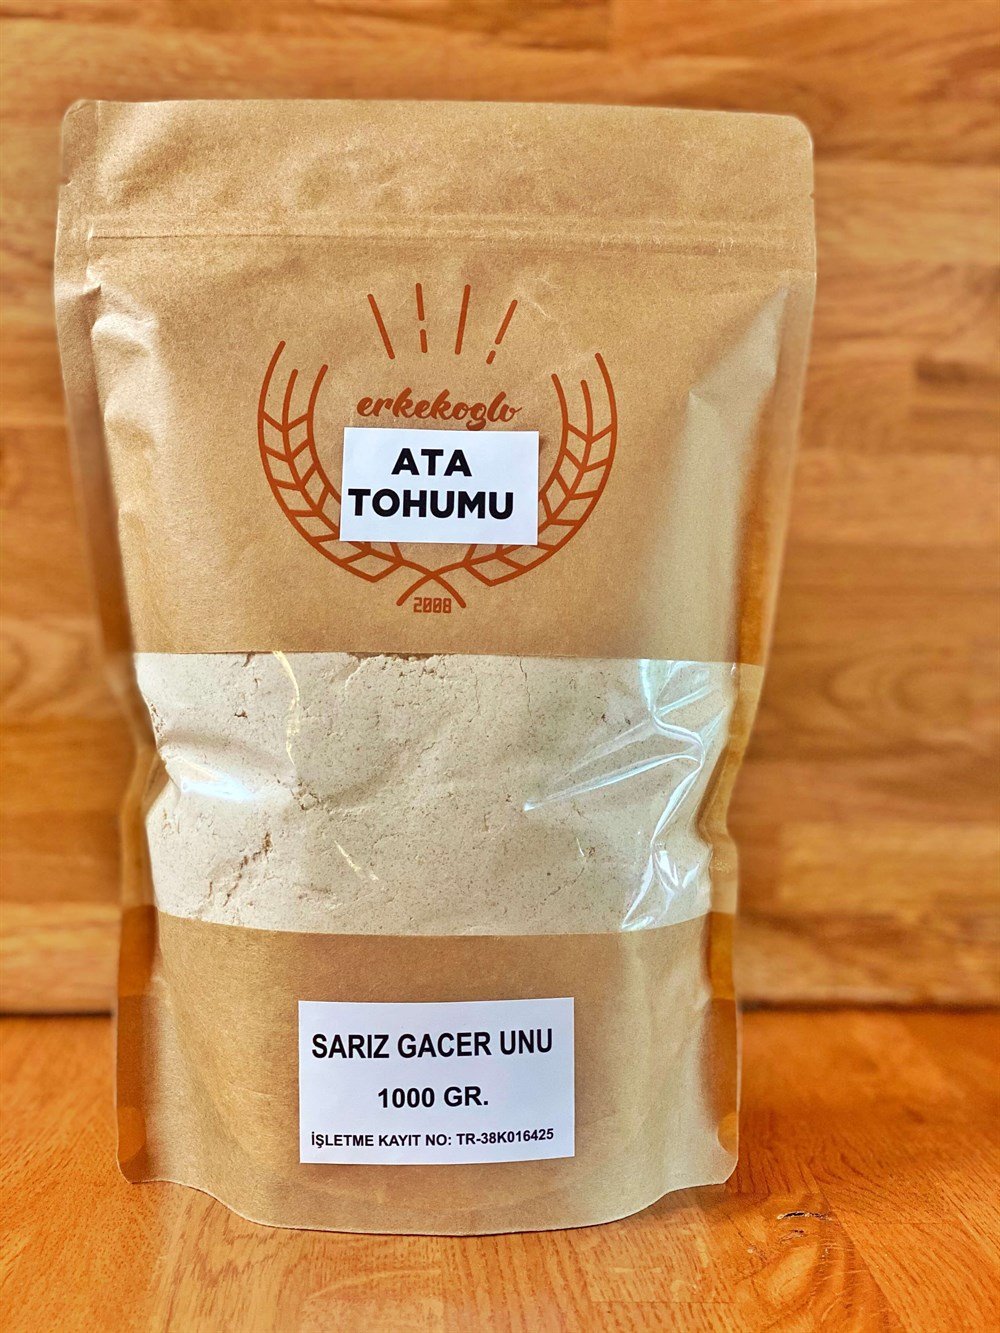 erkekoglu
ATA
TOHUMU
2008
SARIZ GACER UNU
1000 GR.
İŞLETME KAYIT NO: TR-38K016425